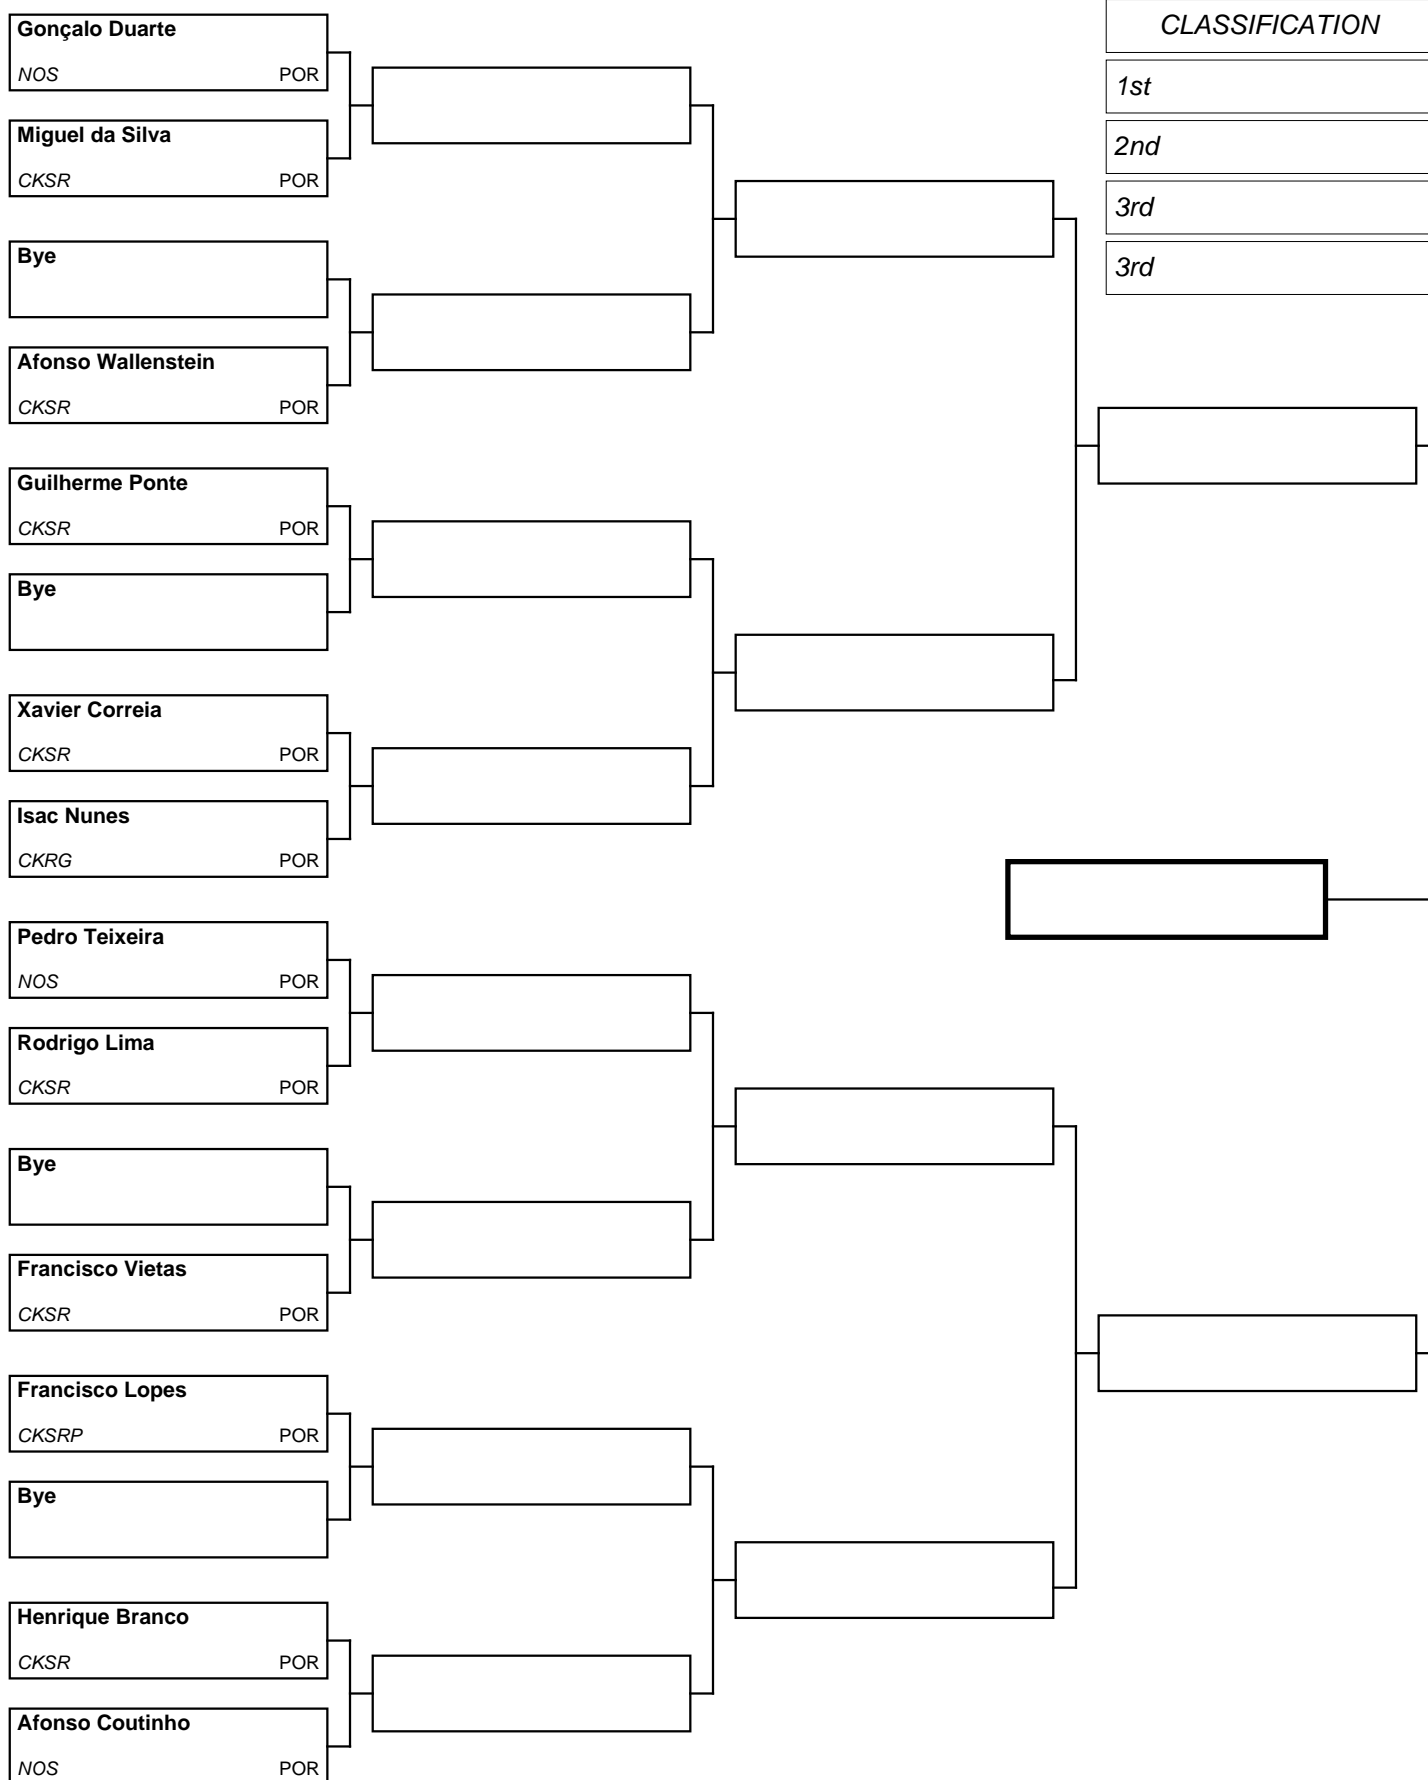 CLASSIFICATION
1st
2nd
3rd
3rd
Gonçalo Duarte
NOS POR
Miguel da Silva
CKSR POR
Bye
Afonso Wallenstein
CKSR POR
Guilherme Ponte
CKSR POR
Bye
Xavier Correia
CKSR POR
Isac Nunes
CKRG POR
Pedro Teixeira
NOS POR
Rodrigo Lima
CKSR POR
Bye
Francisco Vietas
CKSR POR
Francisco Lopes
CKSRP POR
Bye
Henrique Branco
CKSR POR
Afonso Coutinho
NOS POR